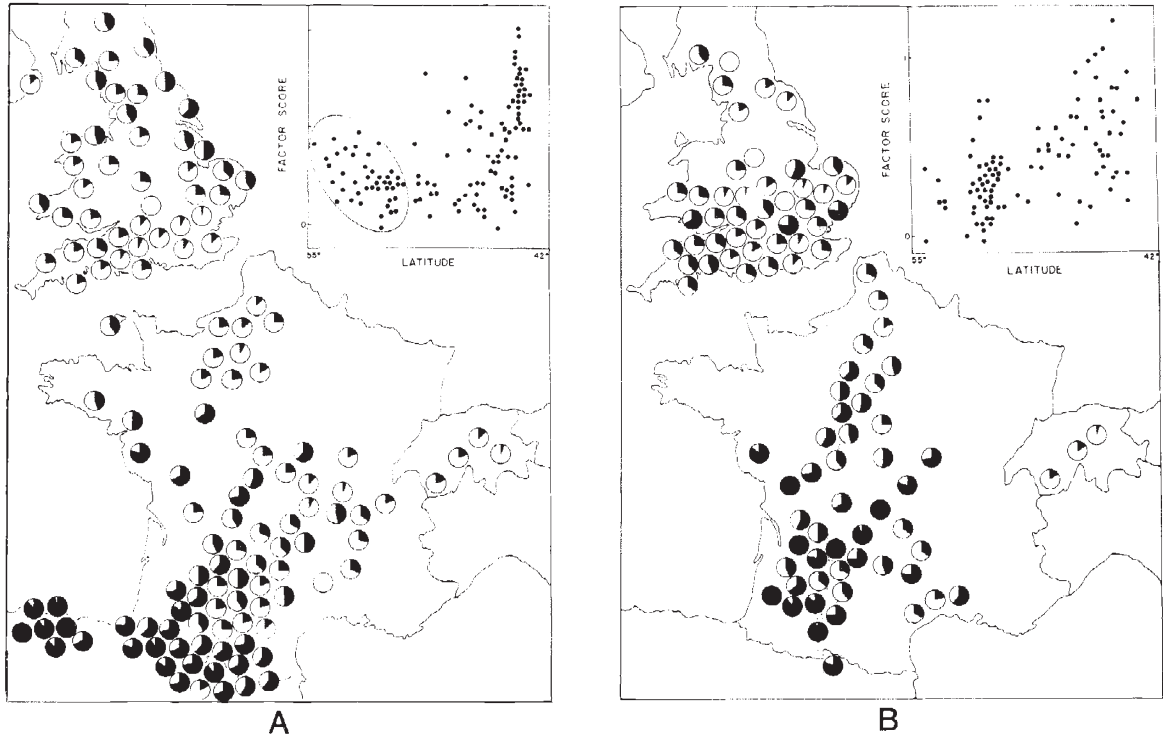 FACTOR SCORE
0
55°
LATITUDE
42°
A
FACTOR SCORE
1
0
55°
LATITUDE
42°
B